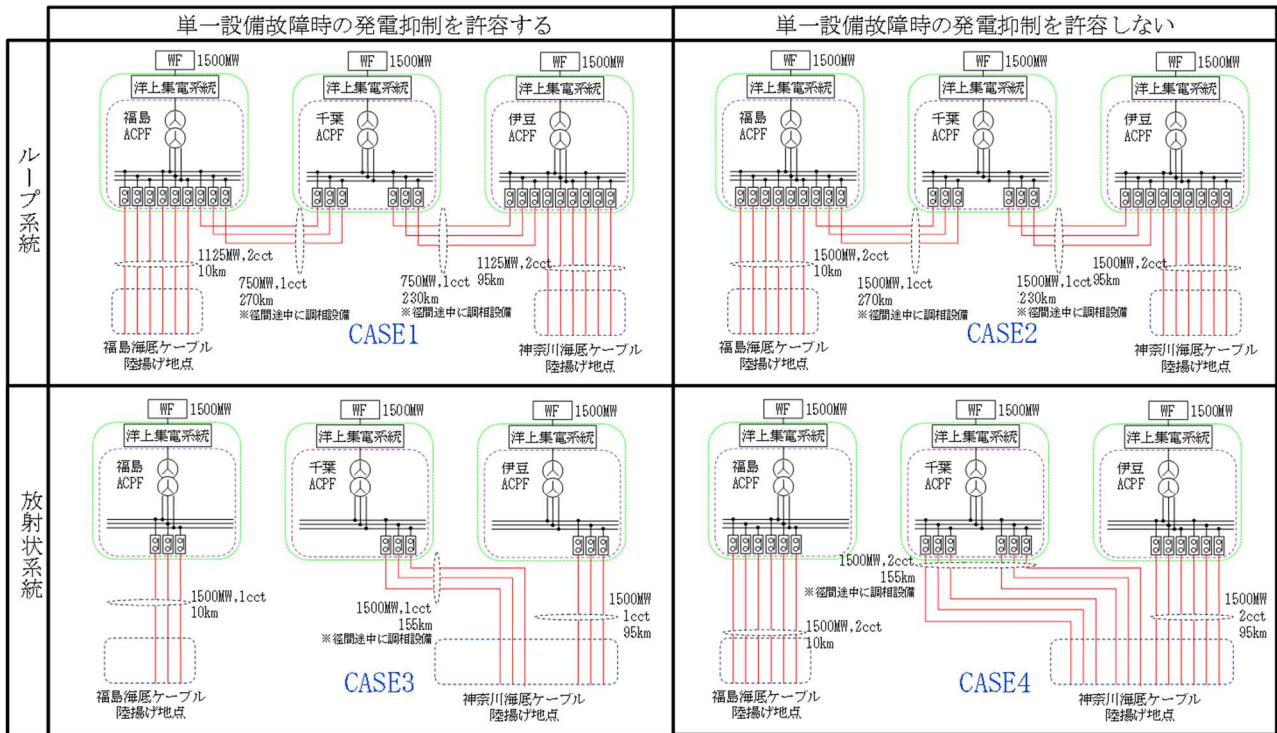 単一設備故障時の発電抑制を許容する
単一設備故障時の発電抑制を許容しない
ループ系統
WF 1500MW
洋上集電系統
福島
ACPF
WF 1500MW
洋上集電系統
千葉
ACPF
WF 1500MW
洋上集電系統
伊豆
ACPF
1125MW,2cct
10km
750MW,1cct
270km
※径間途中に調相設備
750MW,1cct
230km
※径間途中に調相設備
1125MW,2cct
95km
福島海底ケーブル
陸揚げ地点
CASE1
神奈川海底ケーブル
陸揚げ地点
WF 1500MW
洋上集電系統
福島
ACPF
WF 1500MW
洋上集電系統
千葉
ACPF
WF 1500MW
洋上集電系統
伊豆
ACPF
1500MW,2cct
10km
1500MW,1cct
270km
※径間途中に調相設備
1500MW,1cct
230km
※径間途中に調相設備
1500MW,2cct
95km
福島海底ケーブル
陸揚げ地点
CASE2
神奈川海底ケーブル
陸揚げ地点
放射状系統
WF 1500MW
洋上集電系統
福島
ACPF
WF 1500MW
洋上集電系統
千葉
ACPF
WF 1500MW
洋上集電系統
伊豆
ACPF
1500MW,1cct
10km
1500MW,1cct
155km
※径間途中に調相設備
1500MW
1cct
95km
福島海底ケーブル
陸揚げ地点
CASE3
神奈川海底ケーブル
陸揚げ地点
WF 1500MW
洋上集電系統
福島
ACPF
WF 1500MW
洋上集電系統
千葉
ACPF
WF 1500MW
洋上集電系統
伊豆
ACPF
1500MW,2cct
155km
※径間途中に調相設備
1500MW,2cct
10km
1500MW
2cct
95km
福島海底ケーブル
陸揚げ地点
CASE4
神奈川海底ケーブル
陸揚げ地点